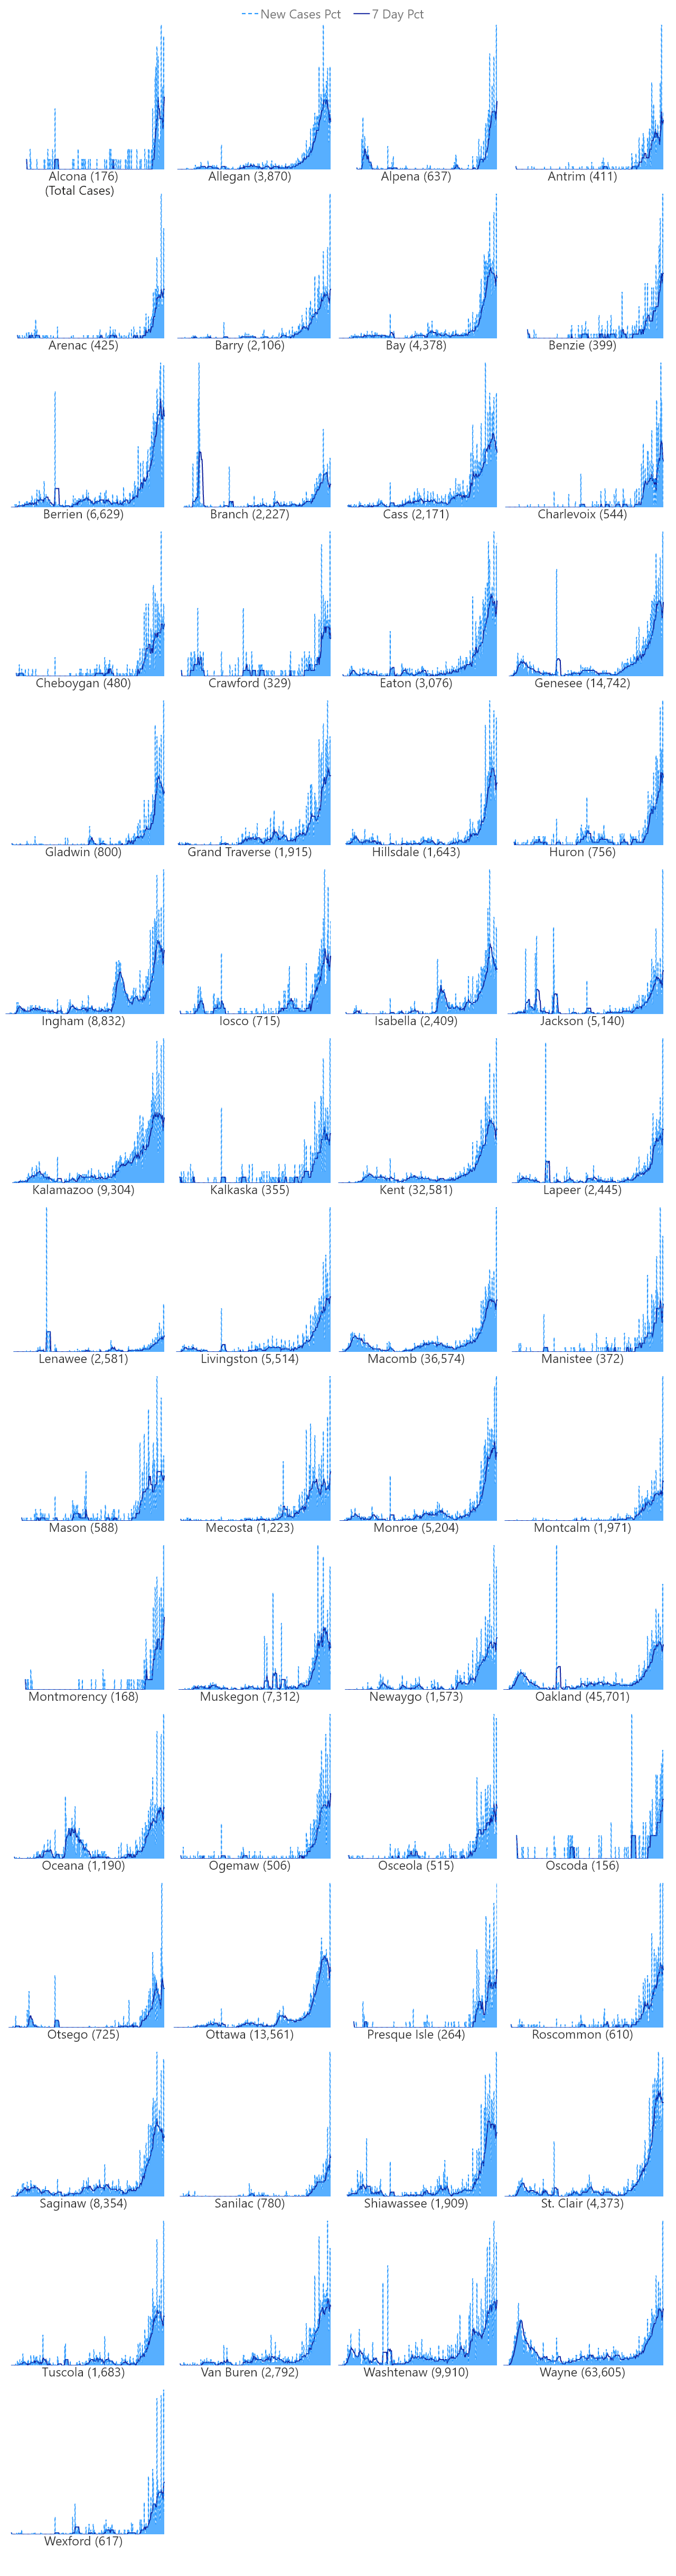 New Cases Pct 7 Day Pct
Alcona (176)
(Total Cases)
Allegan (3,870)
Alpena (637)
Antrim (411)
Arenac (425)
Barry (2,106)
Bay (4,378)
Benzie (399)
Berrien (6,629)
Branch (2,227)
Cass (2,171)
Charlevoix (544)
Cheboygan (480)
Crawford (329)
Eaton (3,076)
Genesee (14,742)
Gladwin (800)
Grand Traverse (1,915)
Hillsdale (1,643)
Huron (756)
Ingham (8,832)
Iosco (715)
Isabella (2,409)
Jackson (5,140)
Kalamazoo (9,304)
Kalkaska (355)
Kent (32,581)
Lapeer (2,445)
Lenawee (2,581)
Livingston (5,514)
Macomb (36,574)
Manistee (372)
Mason (588)
Mecosta (1,223)
Monroe (5,204)
Montcalm (1,971)
Montmorency (168)
Muskegon (7,312)
Newaygo (1,573)
Oakland (45,701)
Oceana (1,190)
Ogemaw (506)
Osceola (515)
Oscoda (156)
Otsego (725)
Ottawa (13,561)
Presque Isle (264)
Roscommon (610)
Saginaw (8,354)
Sanilac (780)
Shiawassee (1,909)
St. Clair (4,373)
Tuscola (1,683)
Van Buren (2,792)
Washtenaw (9,910)
Wayne (63,605)
Wexford (617)